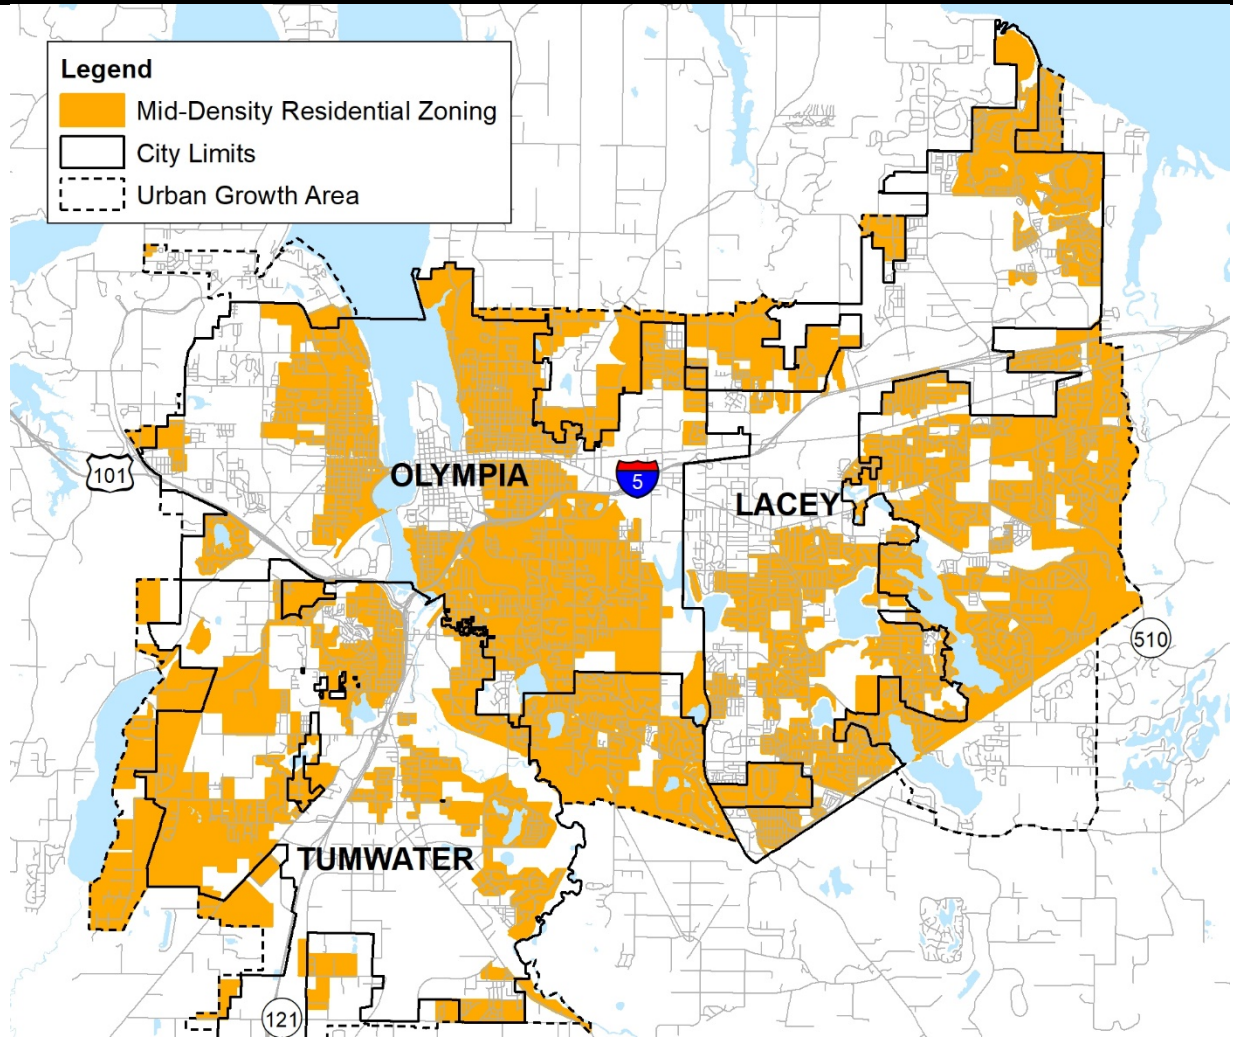 Legend
Mid-Density Residential Zoning
City Limits
Urban Growth Area
101
OLYMPIA
5
LACEY
510
TUMWATER
121